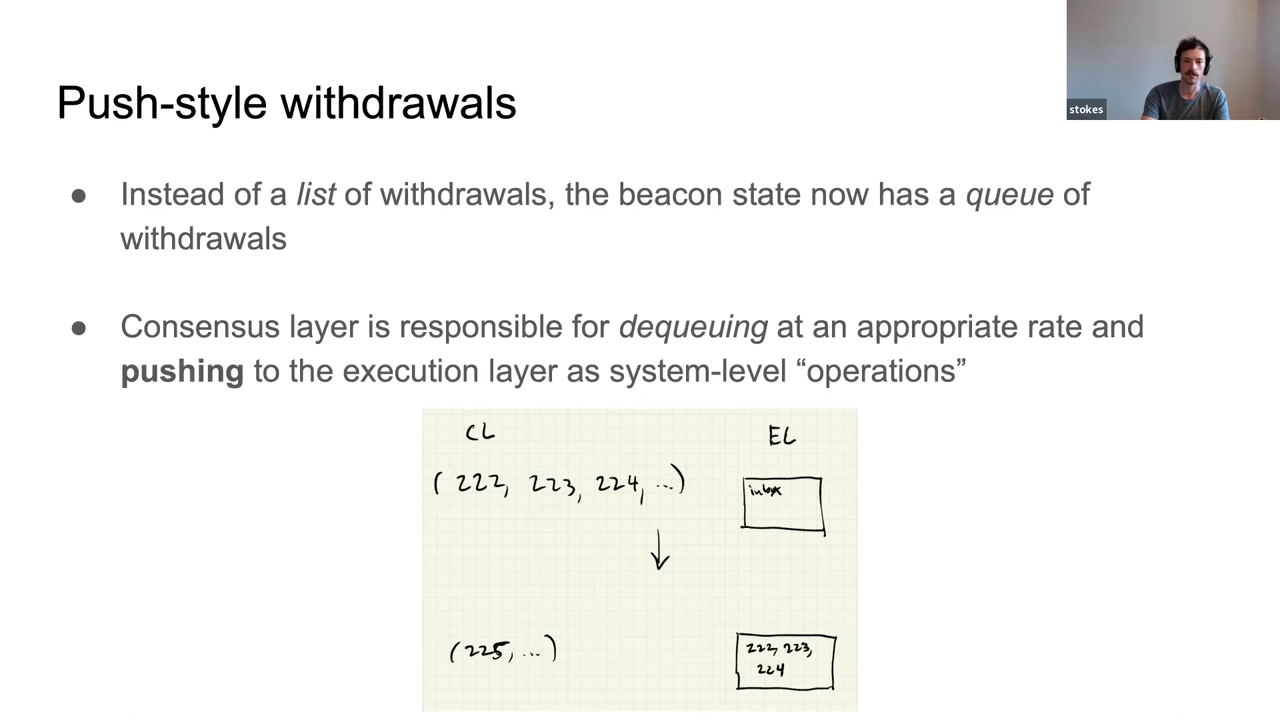 stokes
Push-style withdrawals
● Instead of a list of withdrawals, the beacon state now has a queue of
withdrawals
● Consensus layer is responsible for dequeuing at an appropriate rate and
pushing to the execution layer as system-level “operations”
CL EL
(222, 223, 224, ...)
inbox
(225, ...)
222, 223,
224